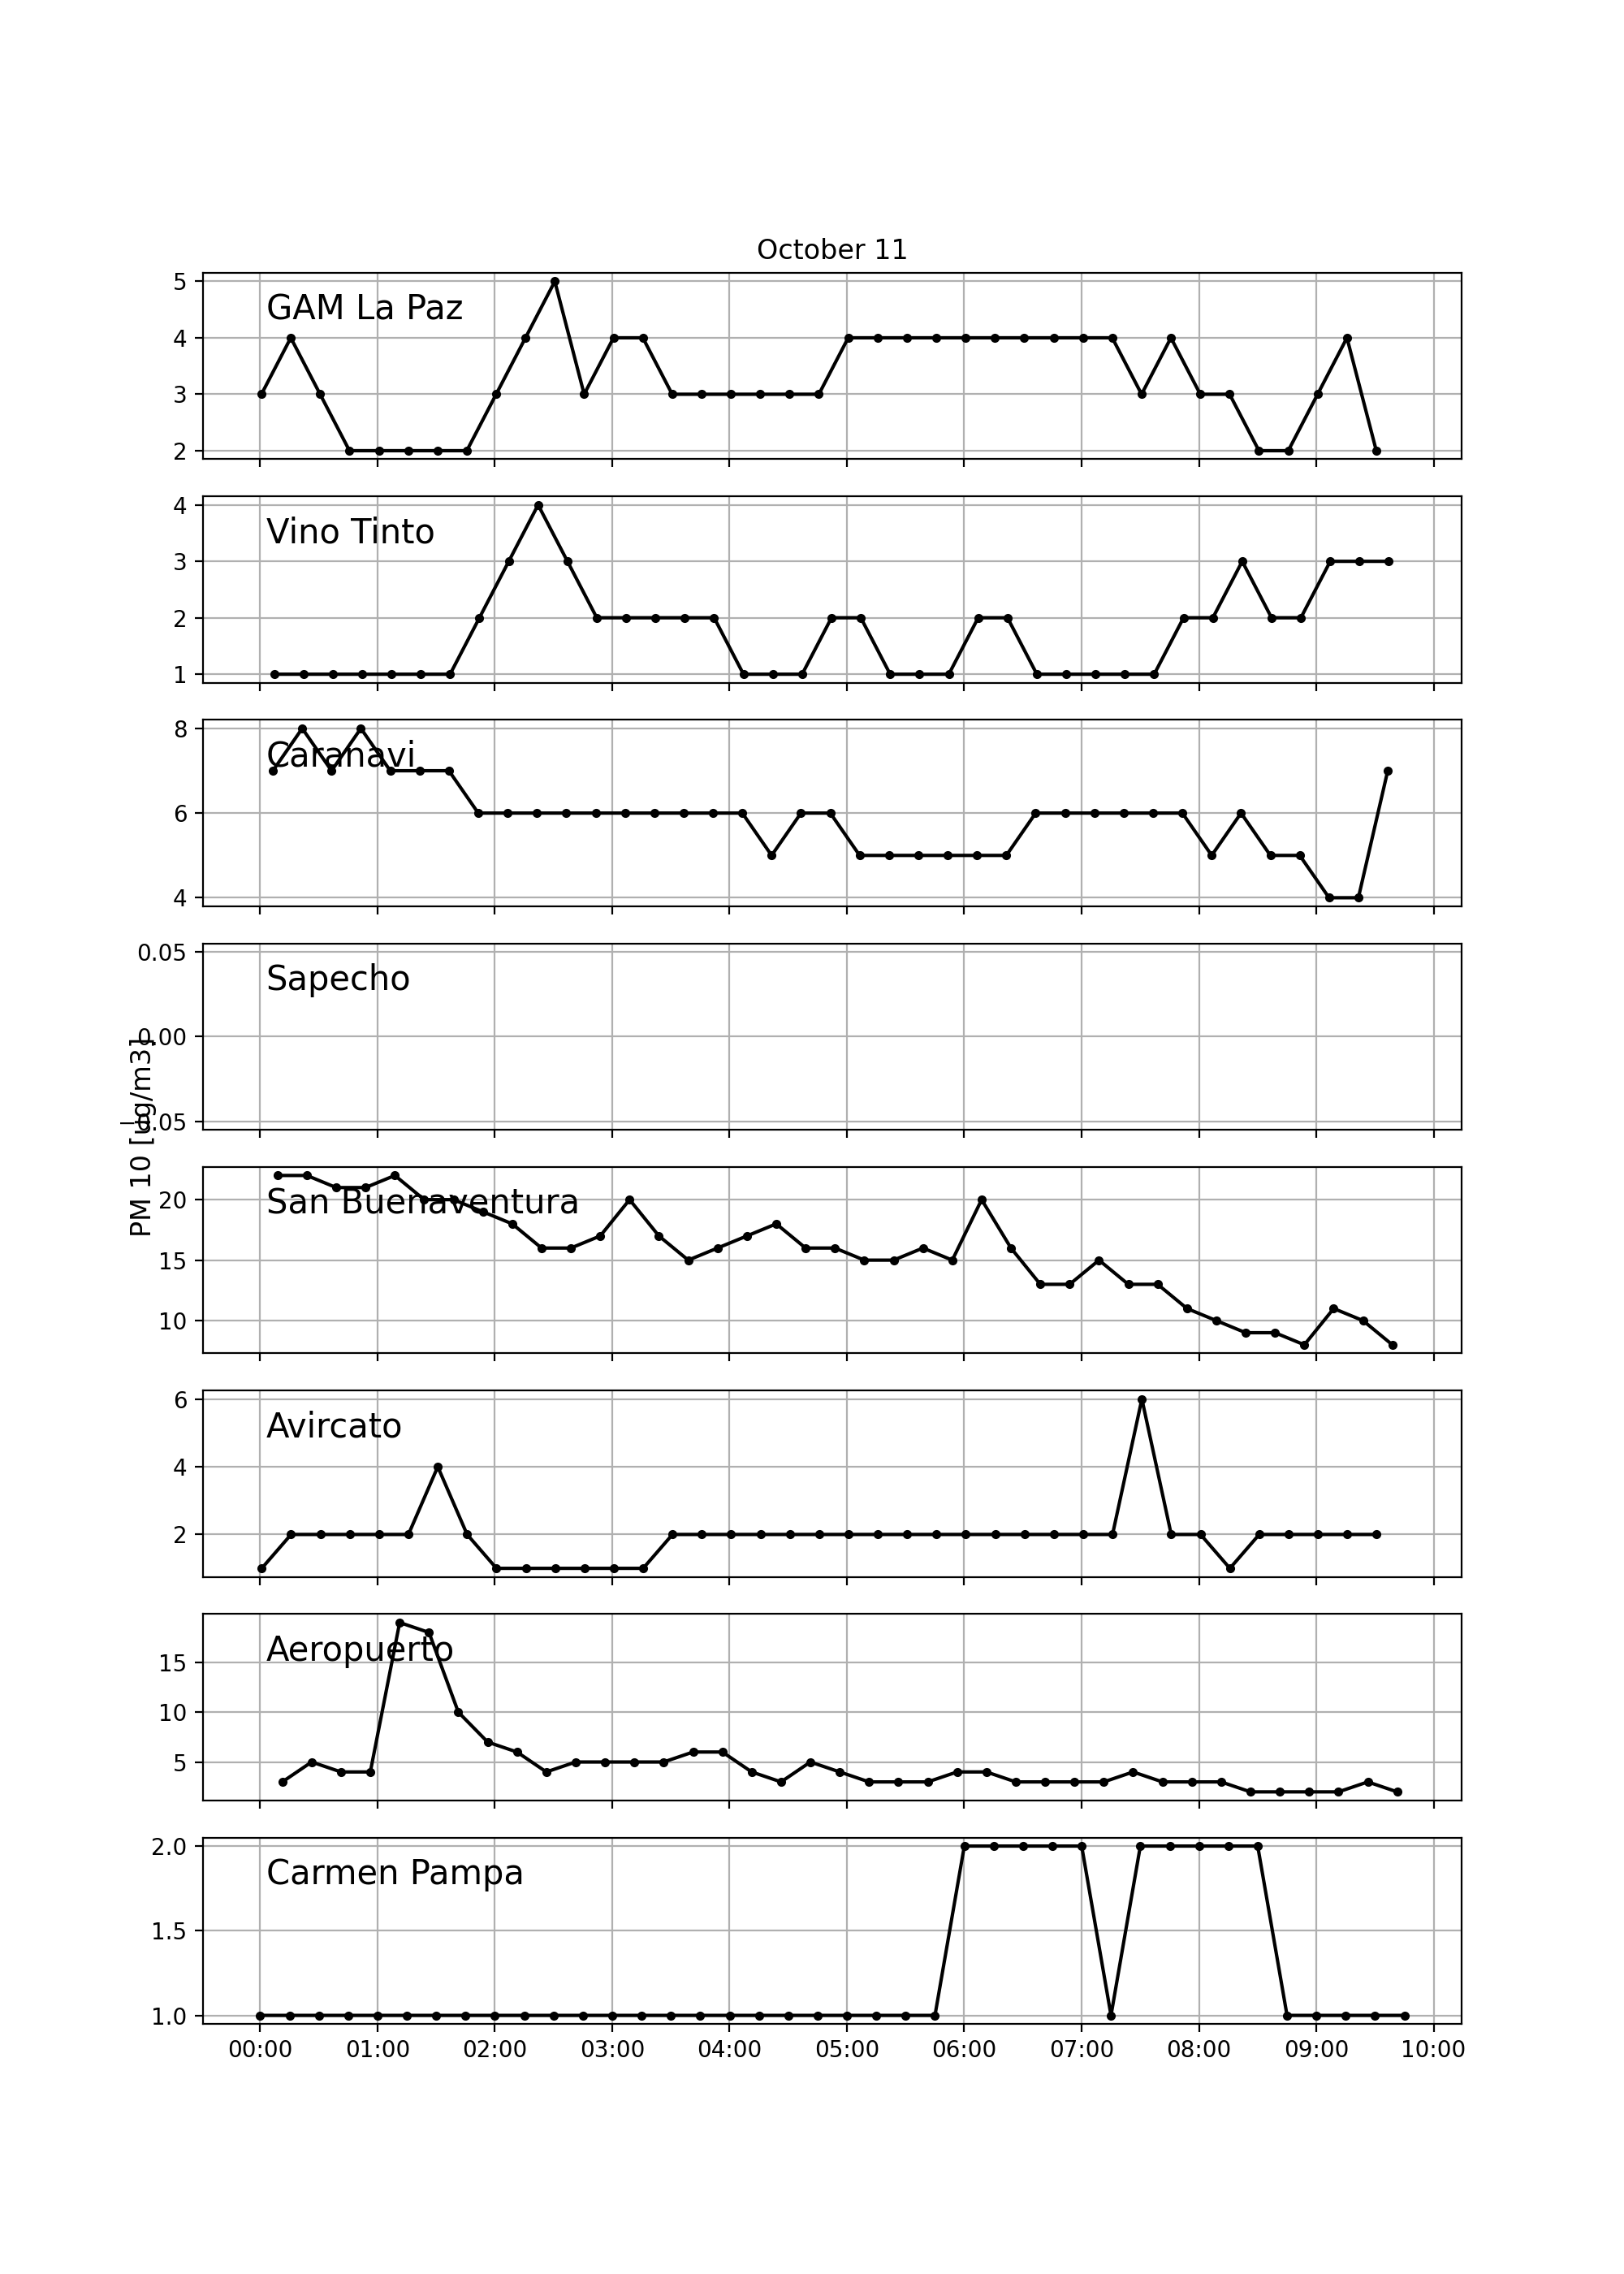 October 11
5
GAM La Paz
4
3
2
4
Vino Tinto
3
2
1
8
Caranavi
6
4
0.05
Sapecho
0.00
−0.05
PM 10 [ug/m3]
San Buenaventura
20
15
10
6
Avircato
4
2
Aeropuerto
15
10
5
2.0
Carmen Pampa
1.5
1.0
00:00 01:00 02:00 03:00 04:00 05:00 06:00 07:00 08:00 09:00 10:00